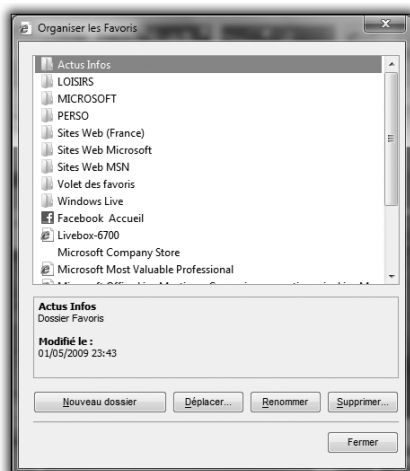 Organiser les Favoris
Actus Infos
LOISIRS
MICROSOFT
PERSO
Sites Web (France)
Sites Web Microsoft
Sites Web MSN
Volet des favoris
Windows Live
Facebook Accueil
Livebox-6700
Microsoft Company Store
Microsoft Most Valuable Professional
Actus Infos
Dossier Favoris
Modifié le :
01/05/2009 23:43
Nouveau dossier
Déplacer...
Renommer
Supprimer...
Fermer